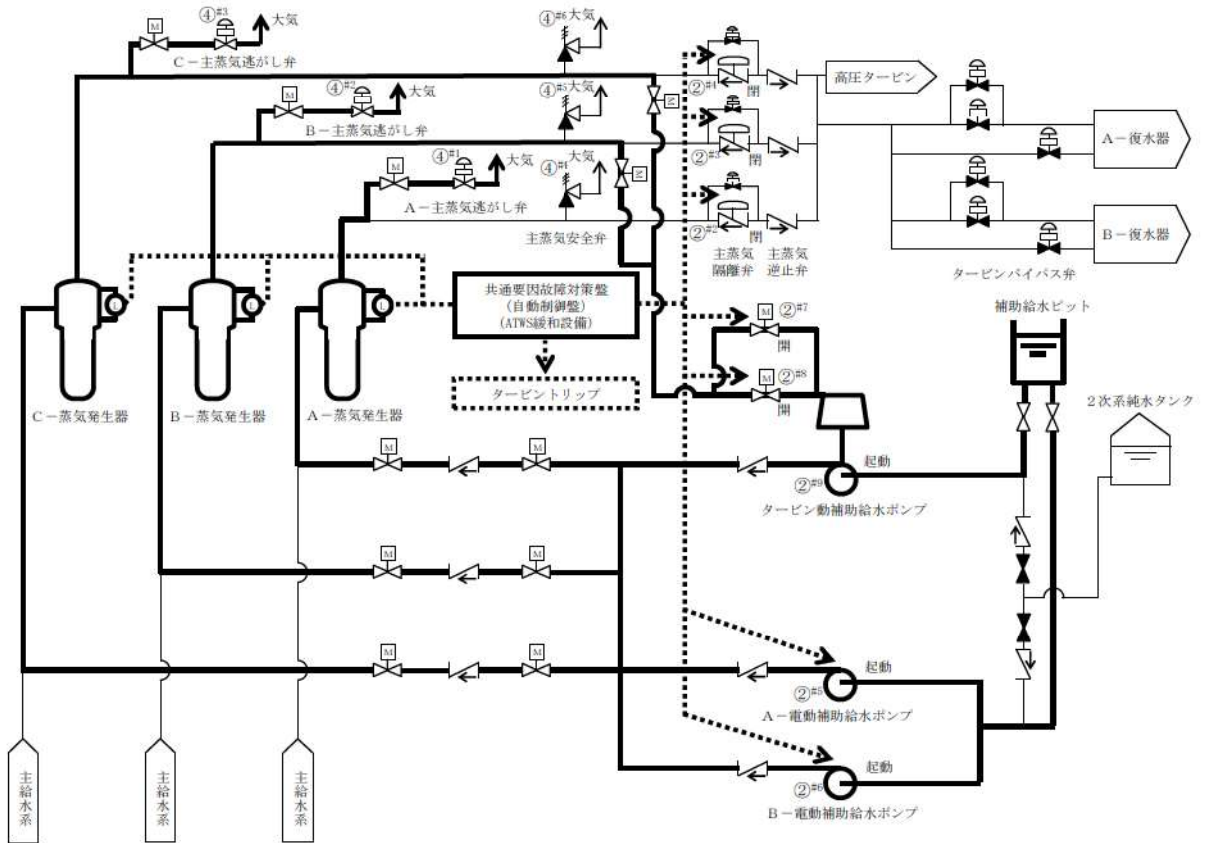 ④#3
大気
M
C－主蒸気逃がし弁
④#2
大気
M
B－主蒸気逃がし弁
④#1
大気
M
A－主蒸気逃がし弁
④#6
大気
④#5
大気
④#4
大気
主蒸気安全弁
M
M
②#4
閉
②#3
閉
②#2
閉
主蒸気
隔離弁
主蒸気
逆止弁
高圧タービン
A－復水器
B－復水器
タービンバイパス弁
L
L
L
C－蒸気発生器
B－蒸気発生器
A－蒸気発生器
共通要因故障対策盤
(自動制御盤)
(ATWS緩和設備)
タービントリップ
M
②#7
開
M
②#8
開
補助給水ピット
2次系純水タンク
M
M
起動
②#9
タービン動補助給水ポンプ
M
M
M
M
起動
②#5
A－電動補助給水ポンプ
起動
②#6
B－電動補助給水ポンプ
主給水系
主給水系
主給水系